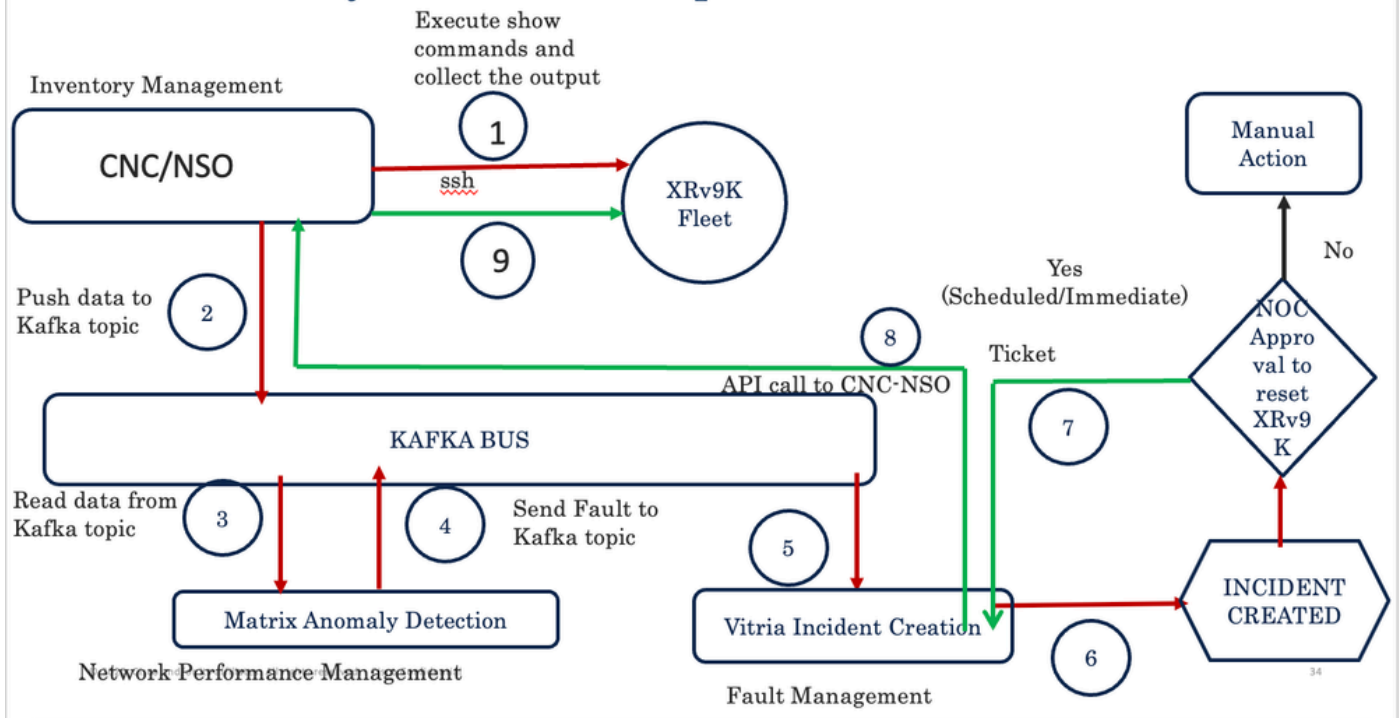 Execute show
commands and
collect the output
Inventory Management
1
CNC/NSO
ssh
XRv9K
Fleet
9
Manual
Action
No
Yes
(Scheduled/Immediate)
Push data to
Kafka topic
2
8
Ticket
API call to CNC-NSO
NOC
Appro
val to
reset
XRv9
K
7
KAFKA BUS
Read data from
Kafka topic
3
4
Send Fault to
Kafka topic
5
Matrix Anomaly Detection
Vitria Incident Creation
INCIDENT
CREATED
6
Network Performance Management
Fault Management
34